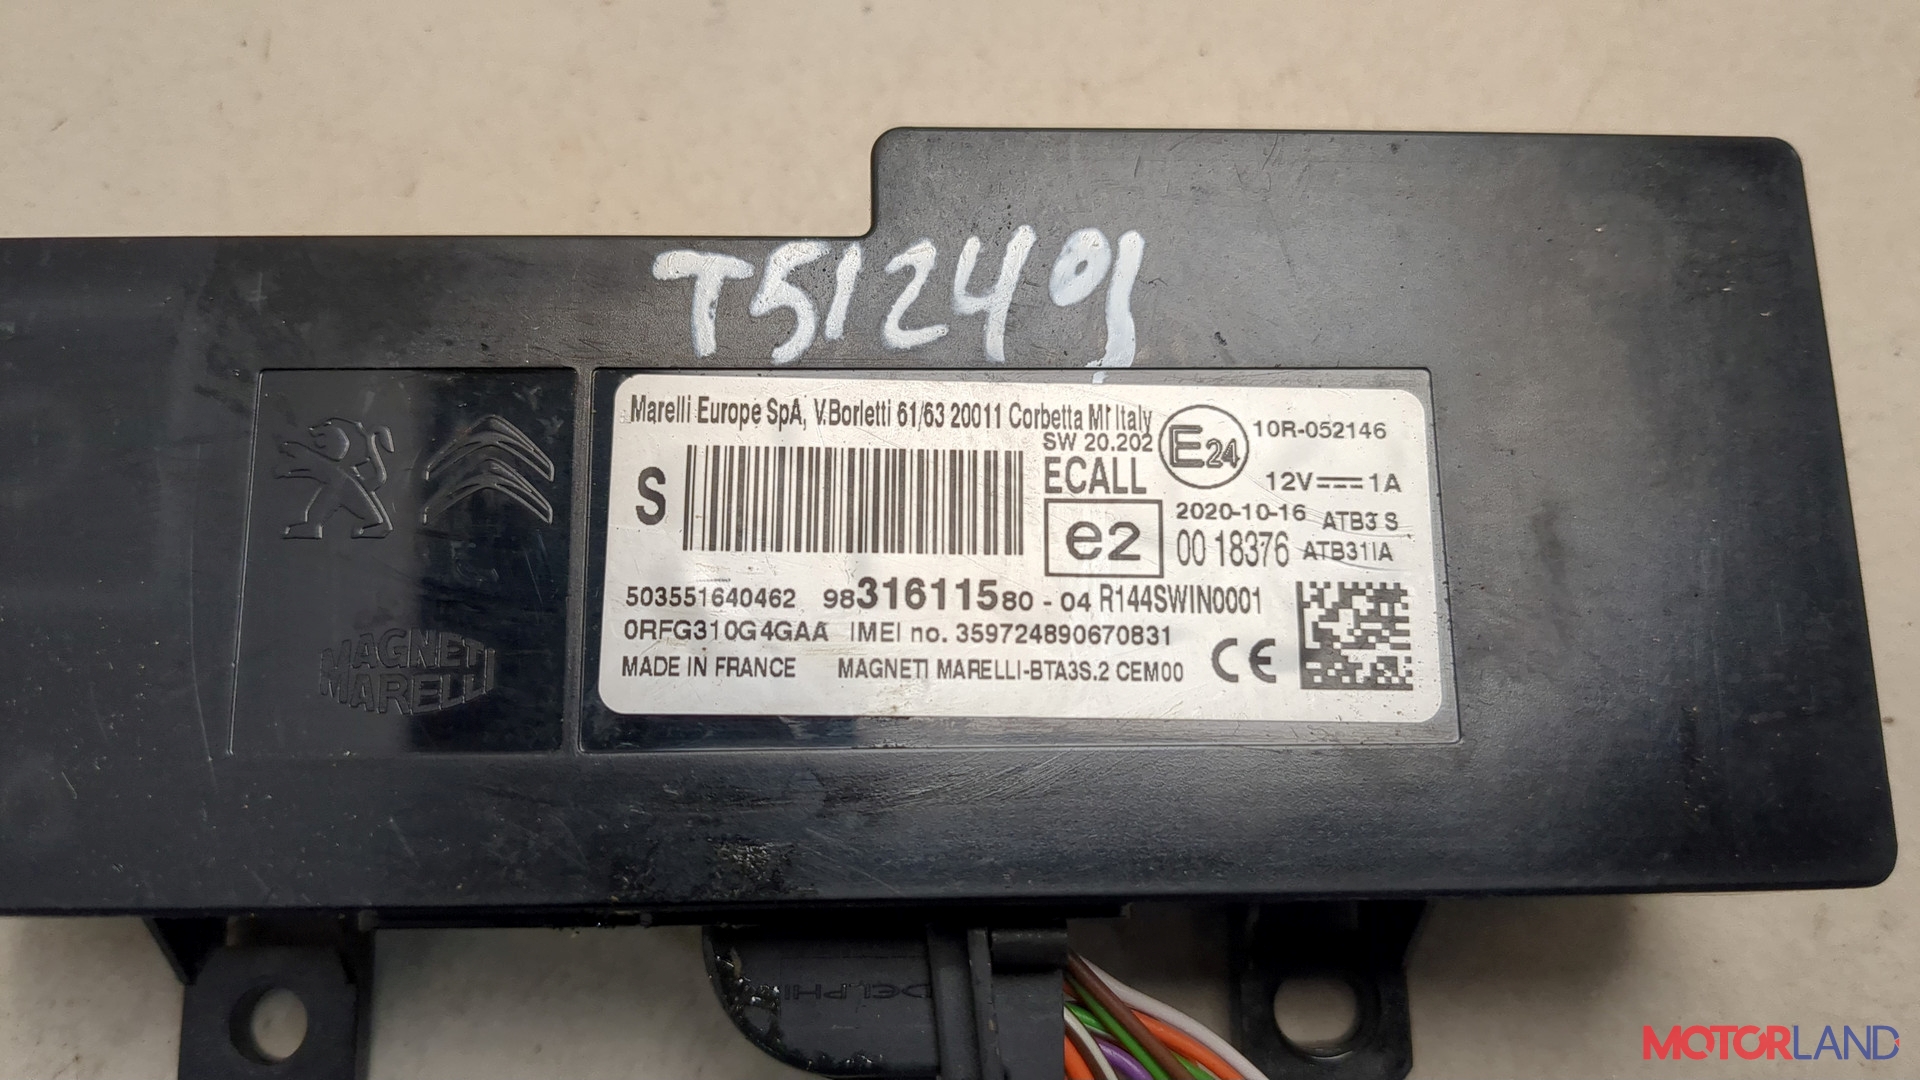 T512409
Marelli Europe SpA, V.Borletti 61/63 20011 Corbetta MI Italy
SW 20.202
ECALL
E24
10R-052146
12V 1A
S
e2
2020-10-16 ATB3 S
00 18376 ATB31IA
503551640462 9831611580 - 04 R144SWIN0001
0RFG310G4GAA IMEI no. 359724890670831
MADE IN FRANCE MAGNETI MARELLI-BTA3S.2 CEM00
CE
MAGNETI
MARELLI
DELPHI
MOTORLAND